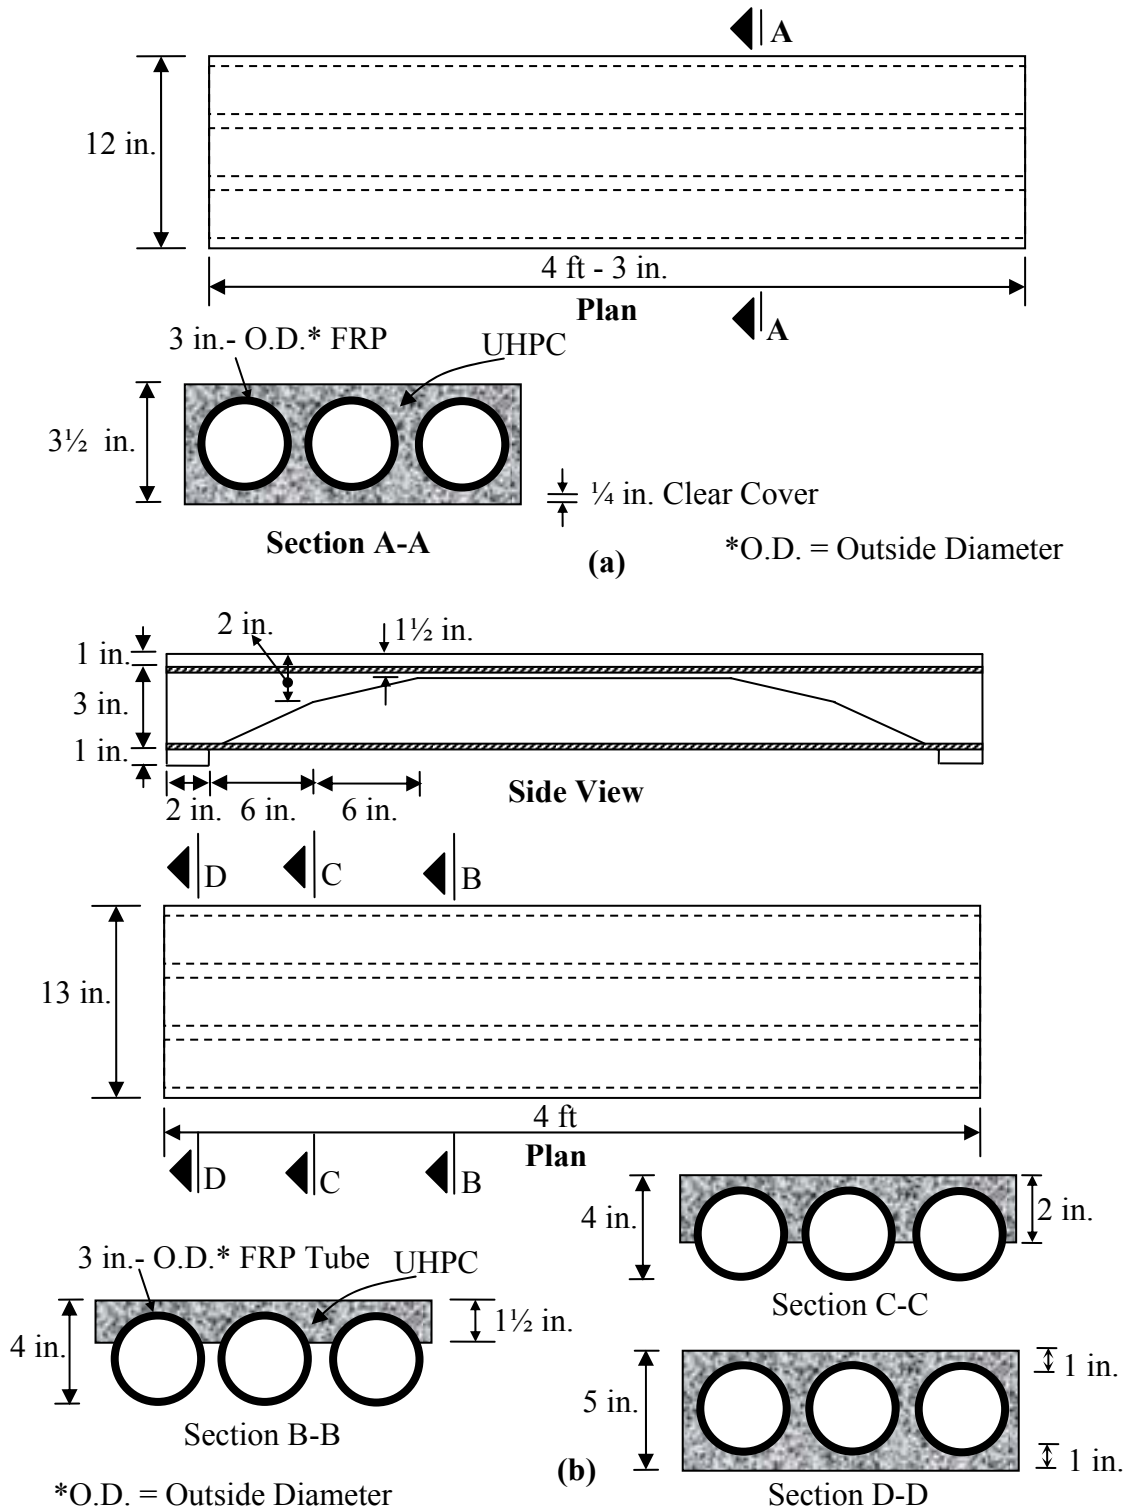 A
12 in.
4 ft - 3 in.
Plan
A
3 in.- O.D.* FRP
UHPC
3½ in.
¼ in. Clear Cover
Section A-A
(a)
*O.D. = Outside Diameter
2 in.
1½ in.
1 in.
3 in.
1 in.
2 in.
6 in.
6 in.
Side View
D
C
B
13 in.
4 ft
Plan
D
C
B
4 in.
2 in.
Section C-C
3 in.- O.D.* FRP Tube
UHPC
4 in.
1½ in.
Section B-B
5 in.
1 in.
1 in.
(b)
Section D-D
*O.D. = Outside Diameter